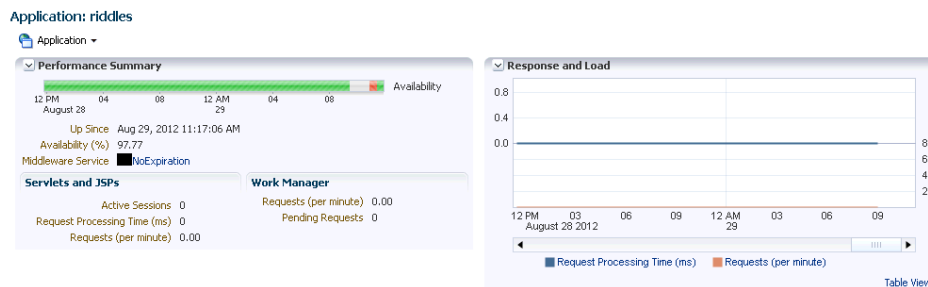 Application: riddles
Application
Performance Summary
Availability
12 PM 04 08 12 AM 04 08
August 28 29
Up Since Aug 29, 2012 11:17:06 AM
Availability (%) 97.77
Middleware Service NoExpiration
Servlets and JSPs
Active Sessions 0
Request Processing Time (ms) 0
Requests (per minute) 0.00
Work Manager
Requests (per minute) 0.00
Pending Requests 0
Response and Load
0.8
0.4
0.0
8
6
4
2
12 PM 03 06 09 12 AM 03 06 09
August 28 2012 29
Request Processing Time (ms) Requests (per minute)
Table View